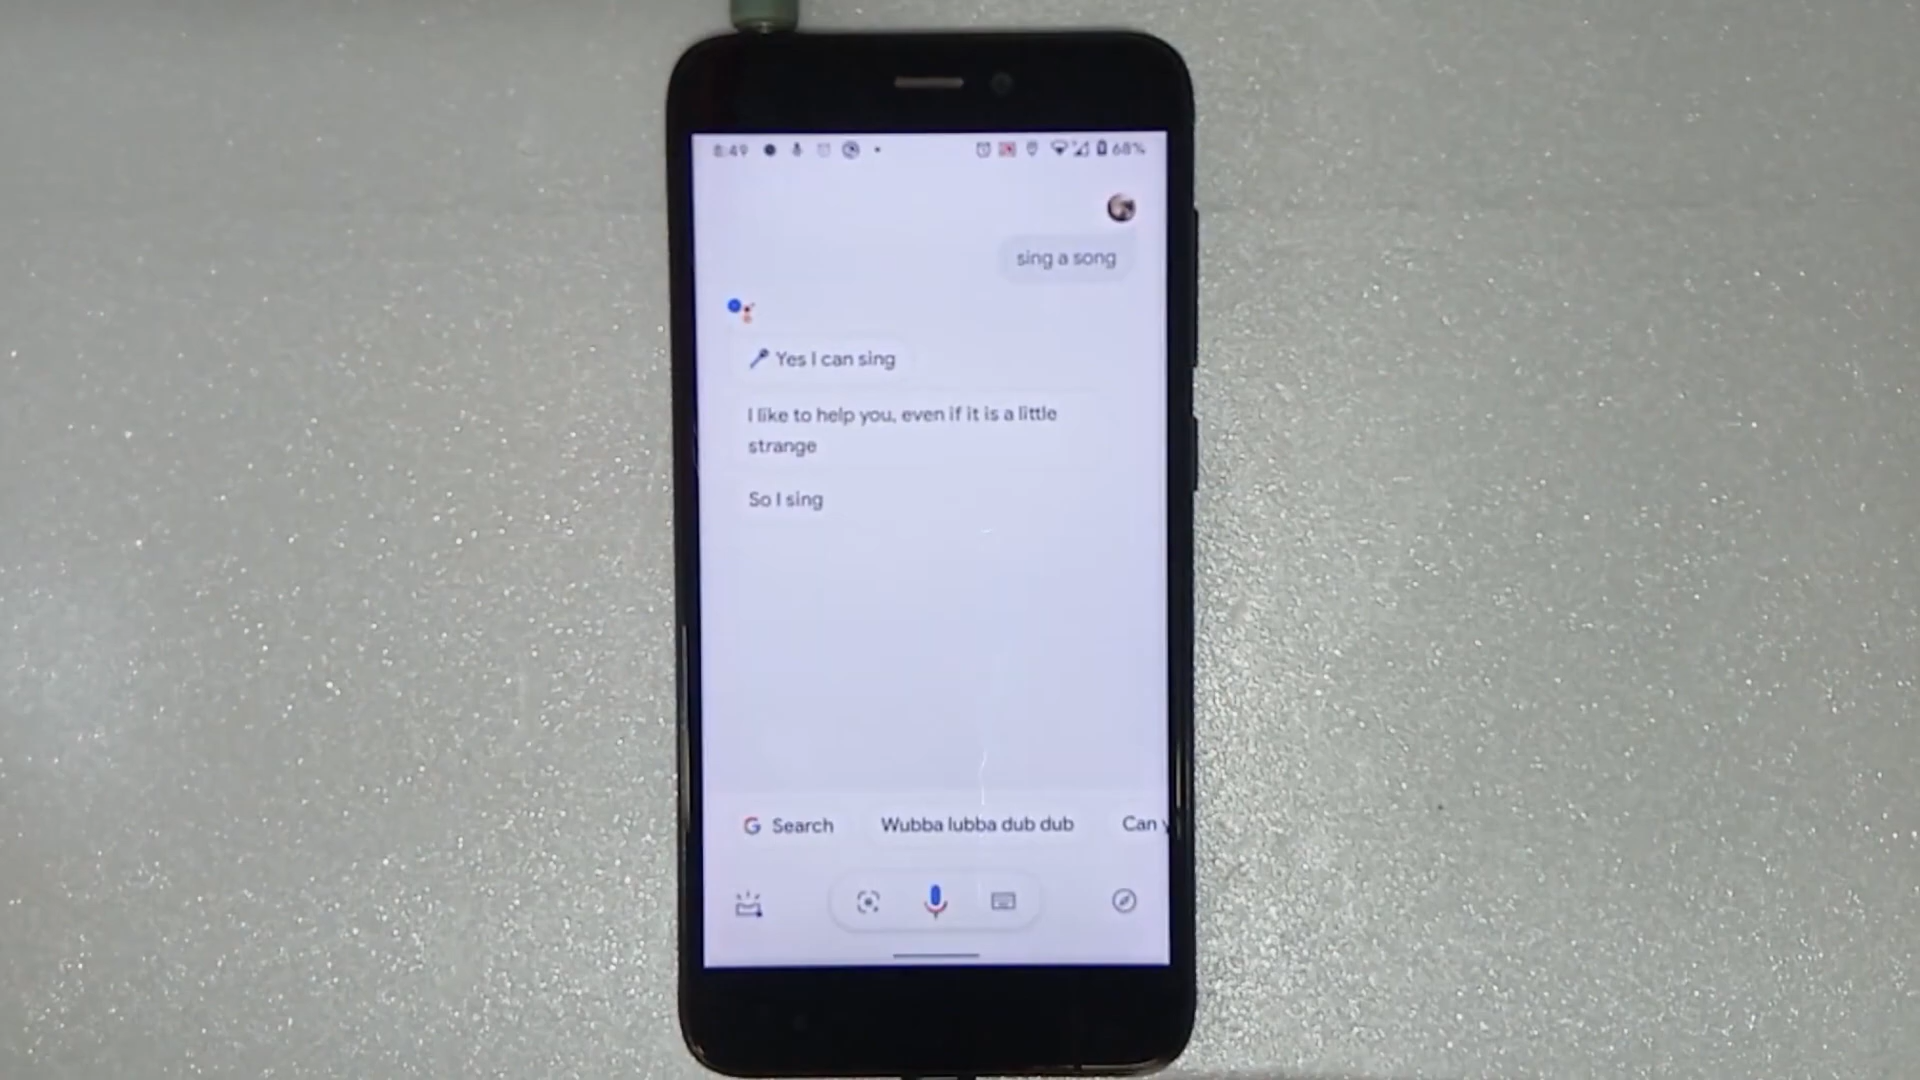 8:49
68%
sing a song
Yes I can sing
I like to help you, even if it is a little
strange
So I sing
G Search Wubba lubba dub dub Can y